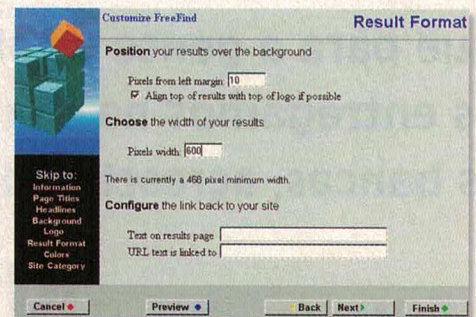 Customize FreeFind
Result Format
Position your results over the background
Pixels from left margin: 10
Align top of results with top of logo if possible
Choose the width of your results
Pixels width: 600
There is currently a 468 pixel minimum width.
Configure the link back to your site
Text on results page
URL text is linked to
Skip to:
Information
Page Titles
Headlines
Background
Logo
Result Format
Colors
Site Category
Cancel
Preview
Back
Next
Finish